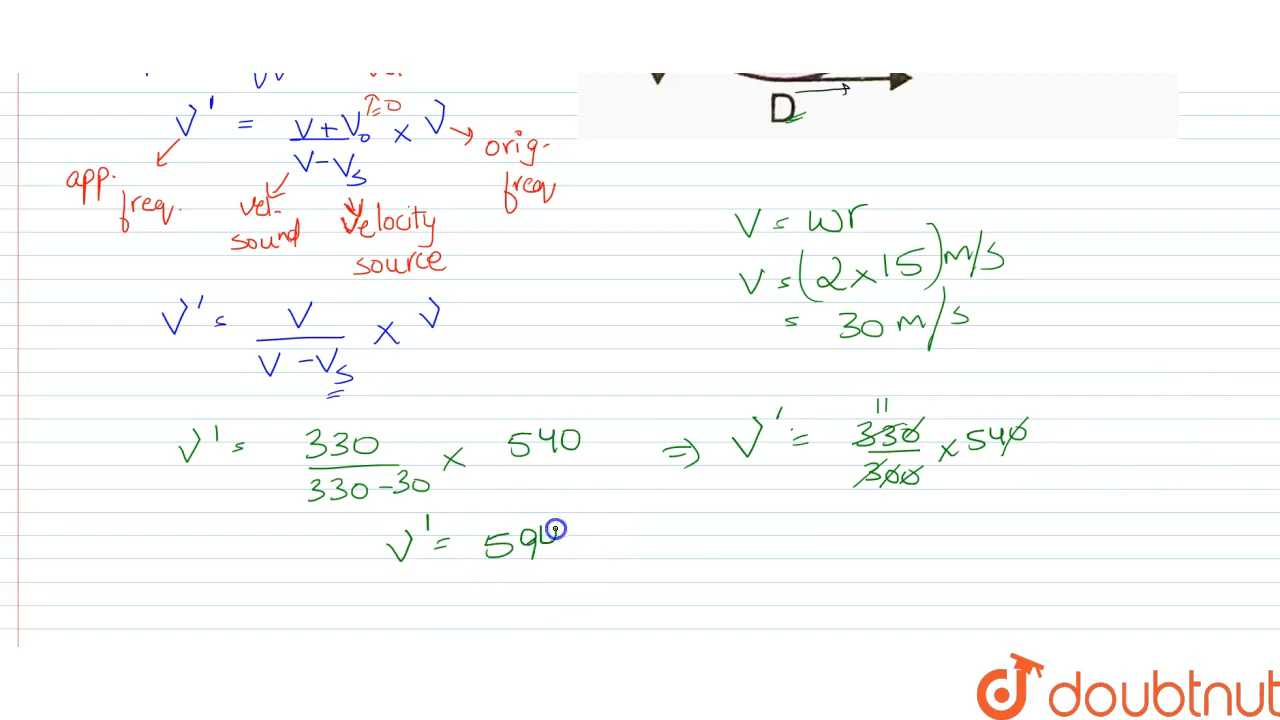 ν' = V + V₀ / V - Vs × ν
↑=0
app. freq.
vel- sound
Velocity source
orig- freq
D
V = ωr
V = (2 × 15) m/s
= 30 m/s
ν' = V / V - Vs × ν
ν' = 330 / 330 - 30 × 540
⇒ ν' = 330 / 300 × 540
11
ν' = 594
doubtnut